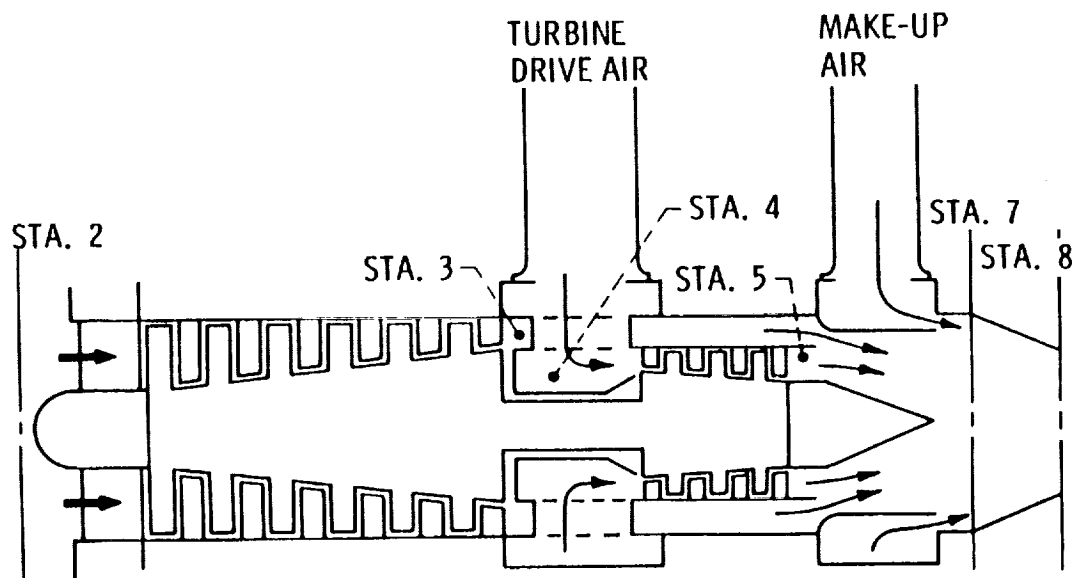 TURBINE
DRIVE AIR
MAKE-UP
AIR
STA. 2
STA. 3
STA. 4
STA. 5
STA. 7
STA. 8